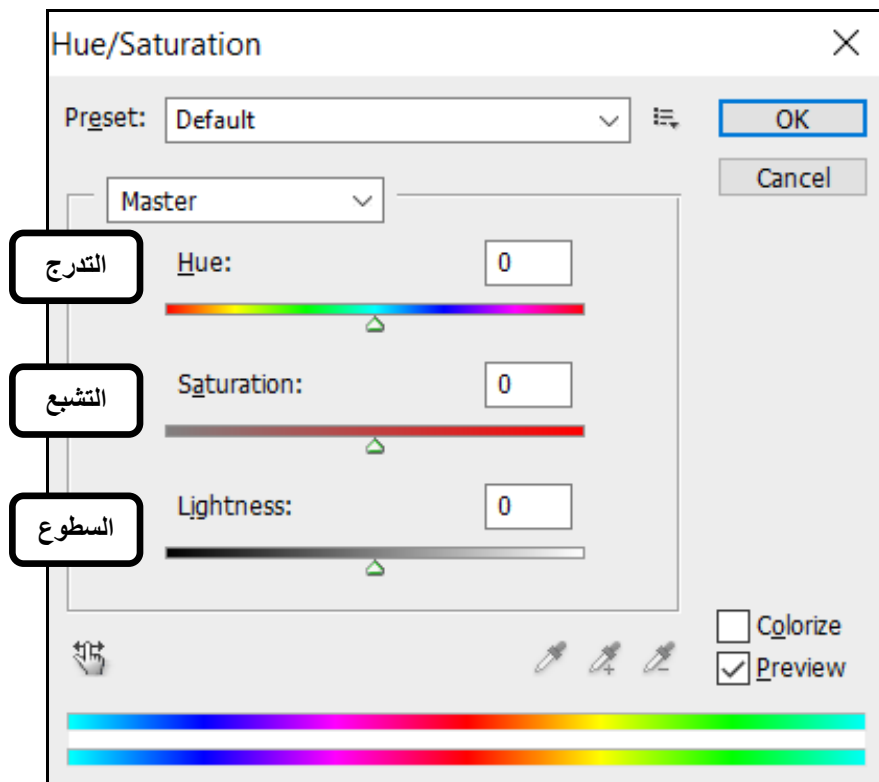 Hue/Saturation
Preset: Default
OK
Cancel
Master
التدرج
Hue: 0
التشبع
Saturation: 0
السطوع
Lightness: 0
Colorize
Preview